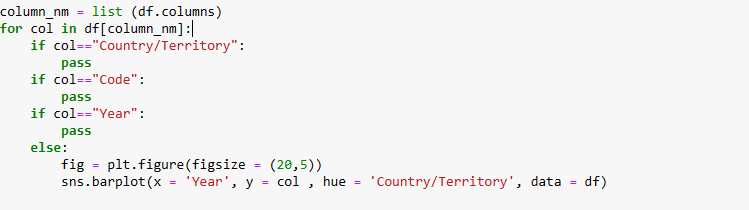 column_nm = list (df.columns)
for col in df[column_nm]:
    if col=="Country/Territory":
        pass
    if col=="Code":
        pass
    if col=="Year":
        pass
    else:
        fig = plt.figure(figsize = (20,5))
        sns.barplot(x = 'Year', y = col , hue = 'Country/Territory', data = df)